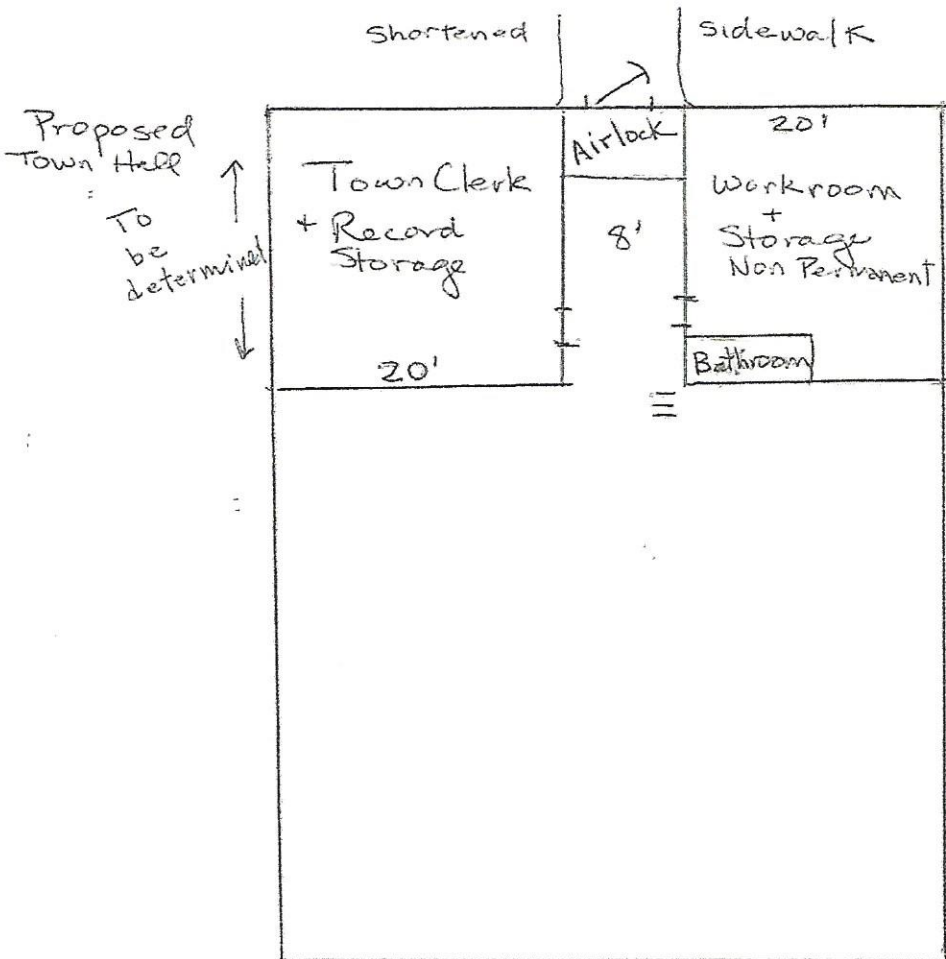 Shortened
Sidewalk
Proposed
Town Hall
To
be
determined
Town Clerk
+ Record
Storage
20'
Airlock
8'
20'
Workroom
+
Storage
Non Permanent
Bathroom